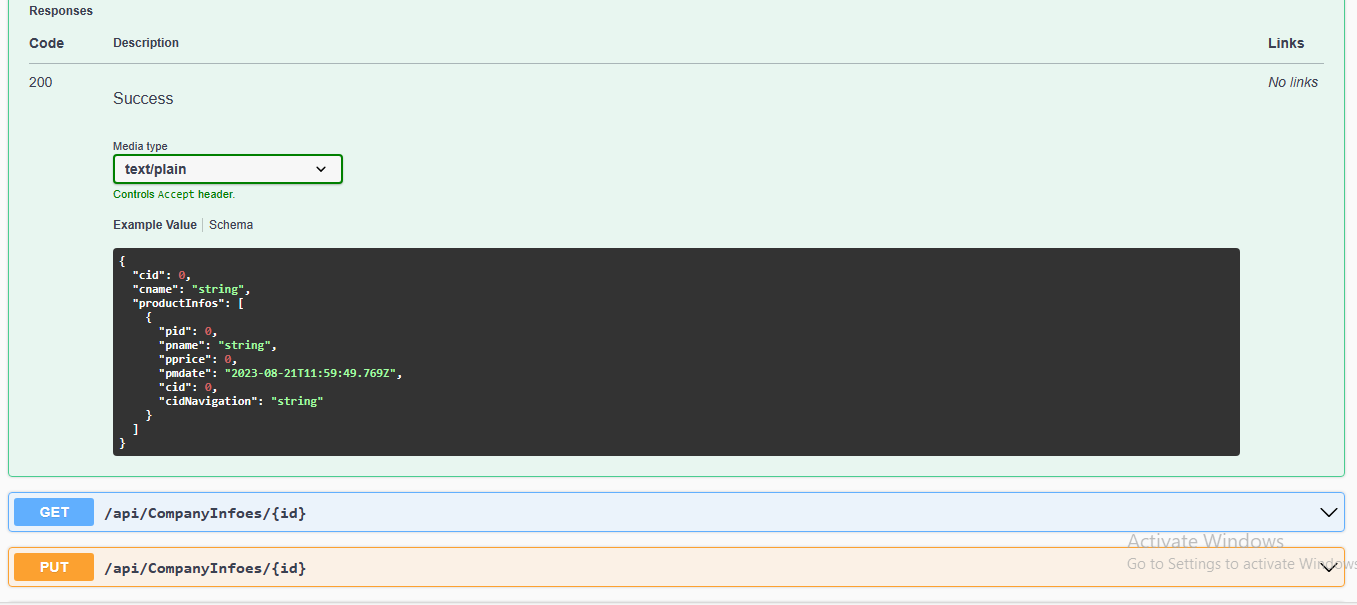 Responses
Code Description Links
200 Success No links
Media type
text/plain
Controls Accept header.
Example Value Schema
{
  "cid": 0,
  "cname": "string",
  "productInfos": [
    {
      "pid": 0,
      "pname": "string",
      "pprice": 0,
      "pmdate": "2023-08-21T11:59:49.769Z",
      "cid": 0,
      "cidNavigation": "string"
    }
  ]
}
GET /api/CompanyInfoes/{id}
Activate Windows
PUT /api/CompanyInfoes/{id}
Go to Settings to activate Windows